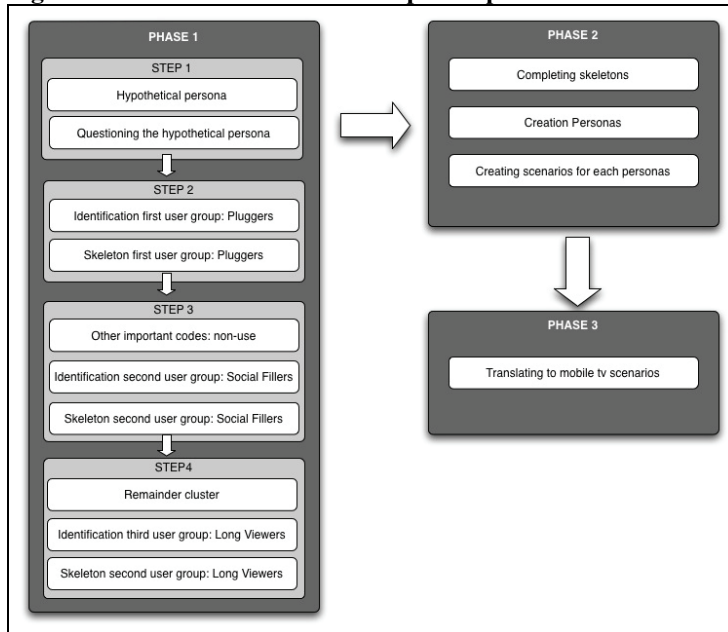 PHASE 1
STEP 1
Hypothetical persona
Questioning the hypothetical persona
STEP 2
Identification first user group: Pluggers
Skeleton first user group: Pluggers
STEP 3
Other important codes: non-use
Identification second user group: Social Fillers
Skeleton second user group: Social Fillers
STEP4
Remainder cluster
Identification third user group: Long Viewers
Skeleton second user group: Long Viewers
PHASE 2
Completing skeletons
Creation Personas
Creating scenarios for each personas
PHASE 3
Translating to mobile tv scenarios